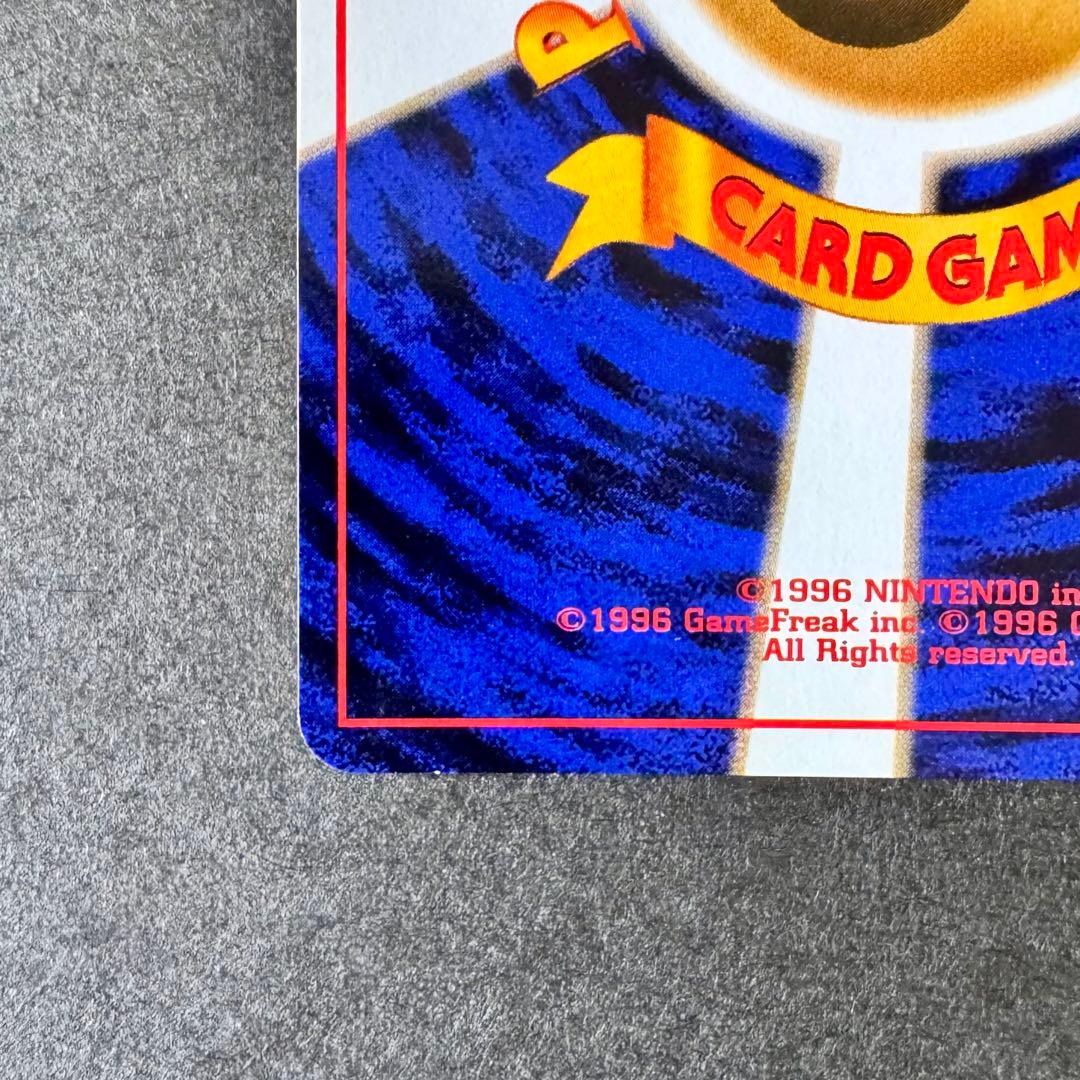 P
CARD GAM
©1996 NINTENDO in
©1996 GameFreak inc. ©1996 C
All Rights reserved.